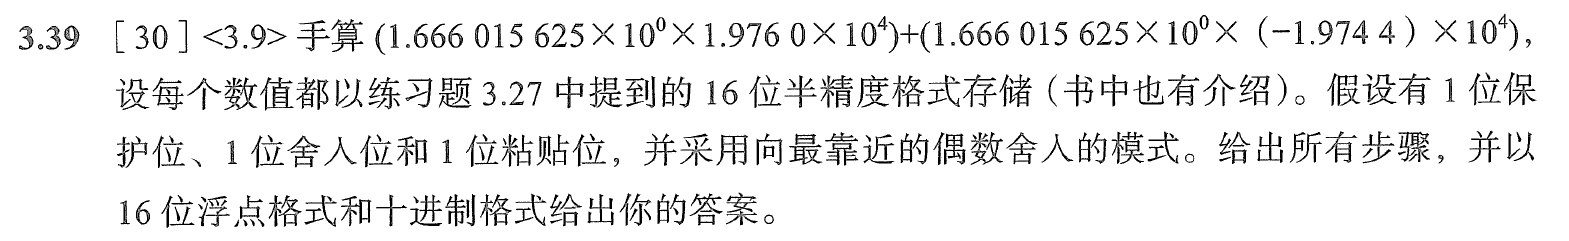 3.39 [30] <3.9> 手算 (1.666 015 625×10⁰×1.976 0×10⁴)+(1.666 015 625×10⁰×（−1.974 4）×10⁴),
设每个数值都以练习题 3.27 中提到的 16 位半精度格式存储（书中也有介绍）。假设有 1 位保
护位、1 位舍入位和 1 位粘贴位，并采用向最靠近的偶数舍入的模式。给出所有步骤，并以
16 位浮点格式和十进制格式给出你的答案。